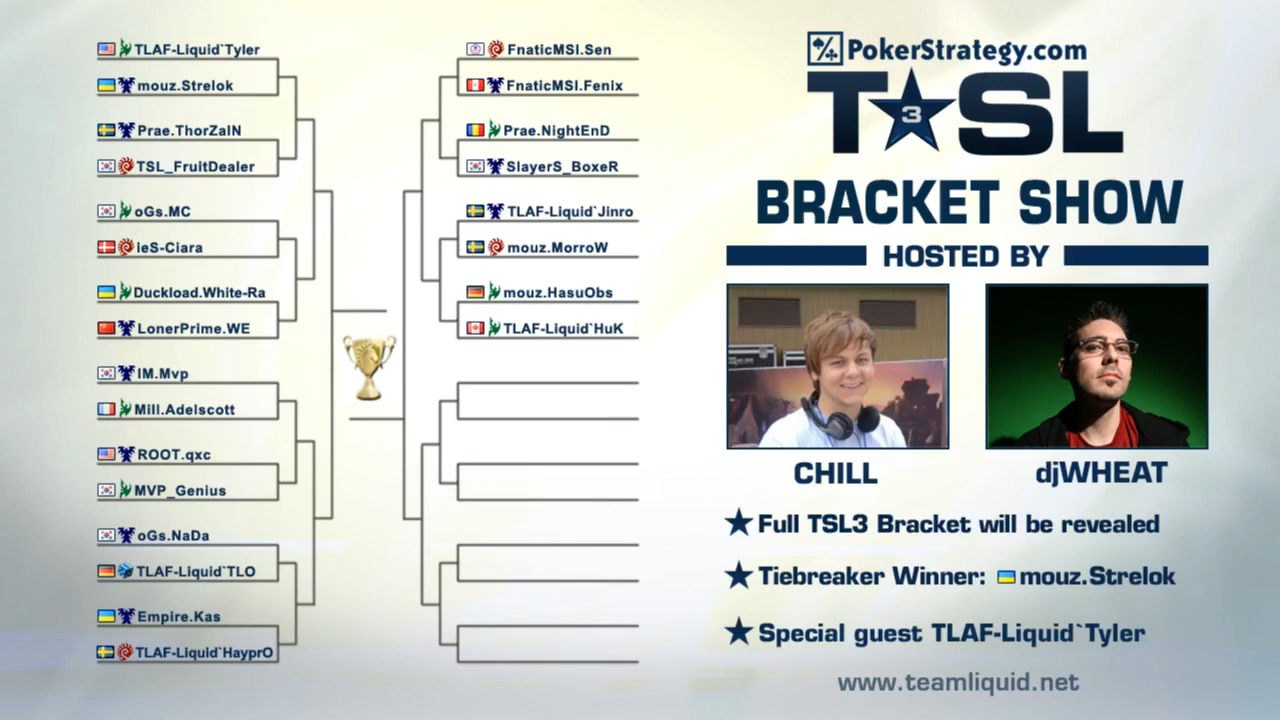 TLAF-Liquid`Tyler
mouz.Strelok
Prae.ThorZaIN
TSL_FruitDealer
oGs.MC
ieS-Ciara
Duckload.White-Ra
LonerPrime.WE
IM.Mvp
Mill.Adelscott
ROOT.qxc
MVP_Genius
oGs.NaDa
TLAF-Liquid`TLO
Empire.Kas
TLAF-Liquid`HayprO
FnaticMSI.Sen
FnaticMSI.Fenix
Prae.NightEnD
SlayerS_BoxeR
TLAF-Liquid`Jinro
mouz.MorroW
mouz.HasuObs
TLAF-Liquid`HuK
PokerStrategy.com
T★SL
3
BRACKET SHOW
HOSTED BY
CHILL
djWHEAT
★ Full TSL3 Bracket will be revealed
★ Tiebreaker Winner: mouz.Strelok
★ Special guest TLAF-Liquid`Tyler
www.teamliquid.net